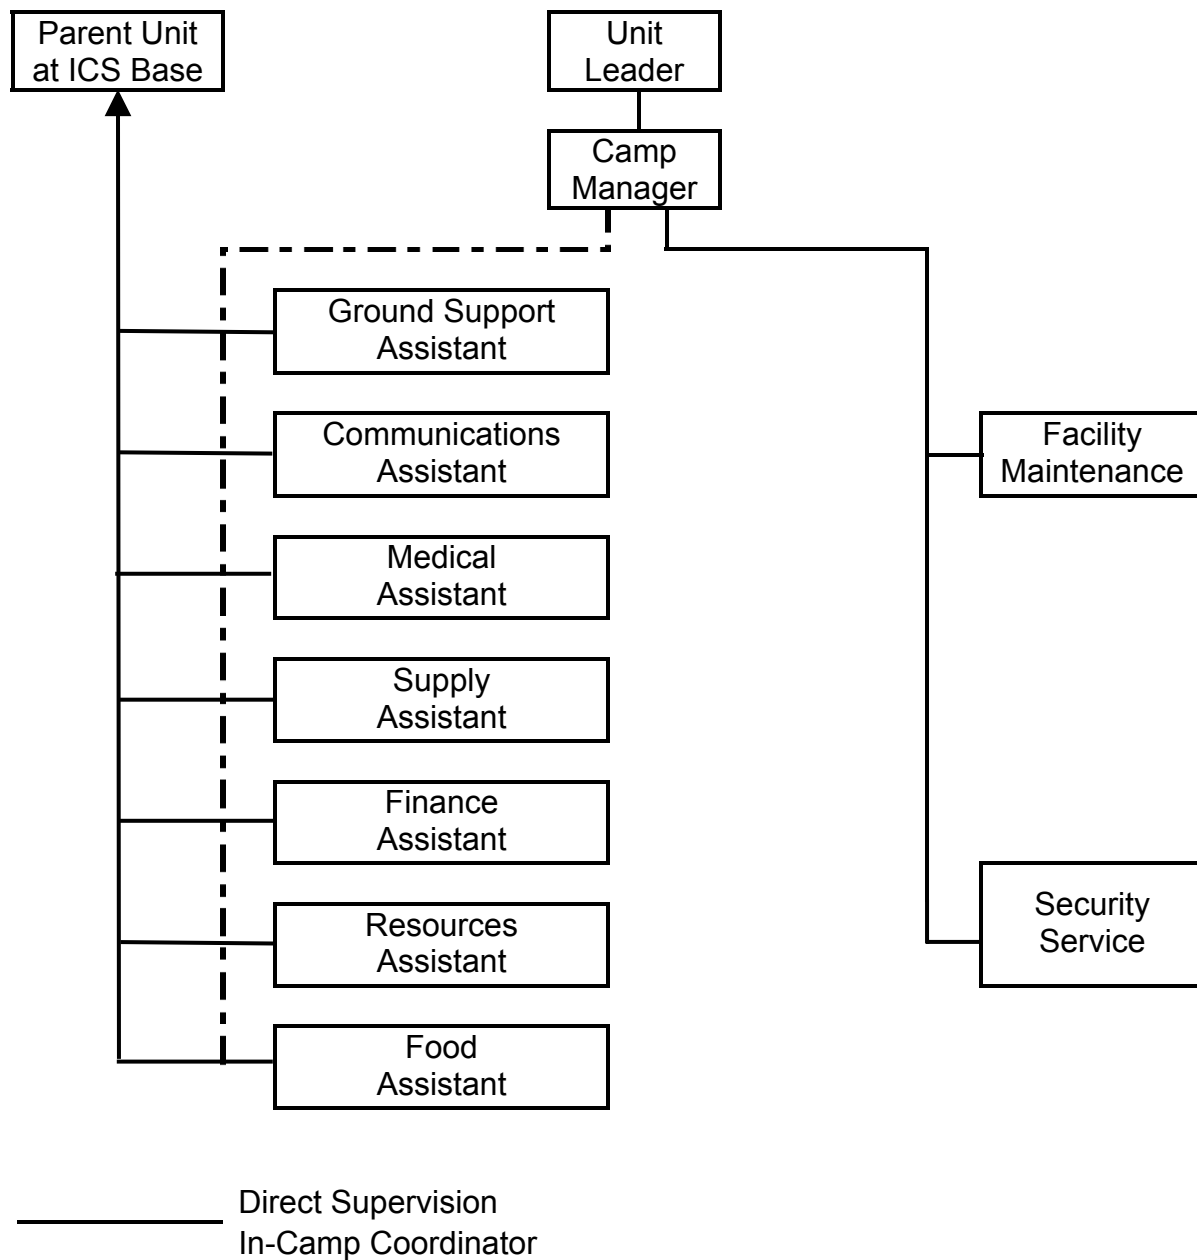 Parent Unit
at ICS Base
Unit
Leader
Camp
Manager
Ground Support
Assistant
Communications
Assistant
Medical
Assistant
Supply
Assistant
Finance
Assistant
Resources
Assistant
Food
Assistant
Facility
Maintenance
Security
Service
Direct Supervision
In-Camp Coordinator